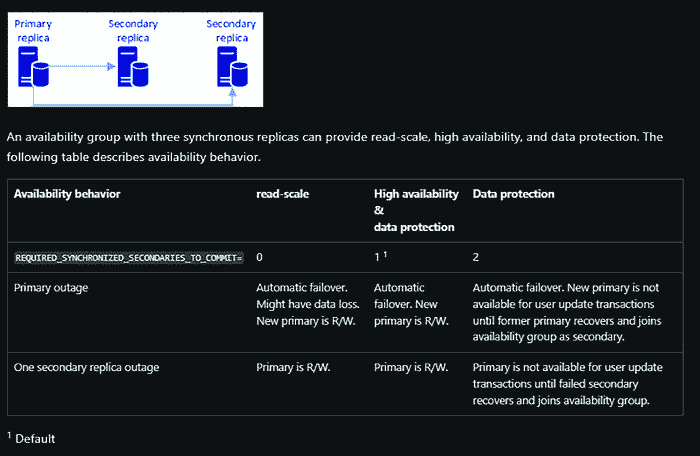 Primary replica
Secondary replica
Secondary replica
An availability group with three synchronous replicas can provide read-scale, high availability, and data protection. The
following table describes availability behavior.
Availability behavior
read-scale
High availability
&
data protection
Data protection
REQUIRED_SYNCHRONIZED_SECONDARIES_TO_COMMIT=
0
1 1
2
Primary outage
Automatic failover.
Might have data loss.
New primary is R/W.
Automatic
failover. New
primary is R/W.
Automatic failover. New primary is not
available for user update transactions
until former primary recovers and joins
availability group as secondary.
One secondary replica outage
Primary is R/W.
Primary is R/W.
Primary is not available for user update
transactions until failed secondary
recovers and joins availability group.
1 Default